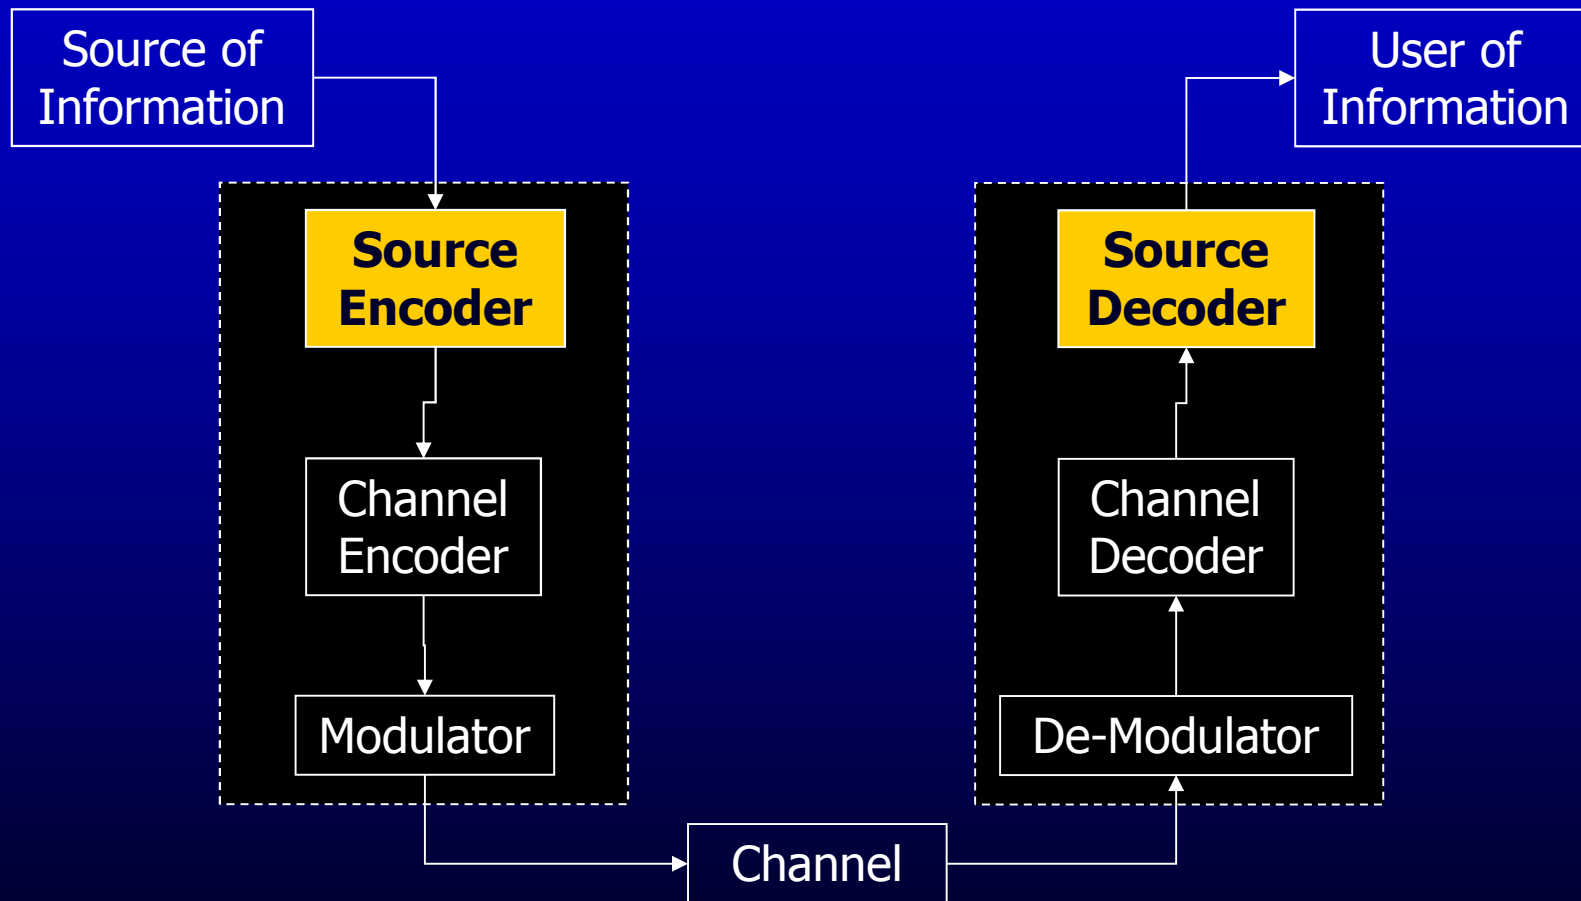 Source of
Information
User of
Information
Source
Encoder
Source
Decoder
Channel
Encoder
Channel
Decoder
Modulator
De-Modulator
Channel